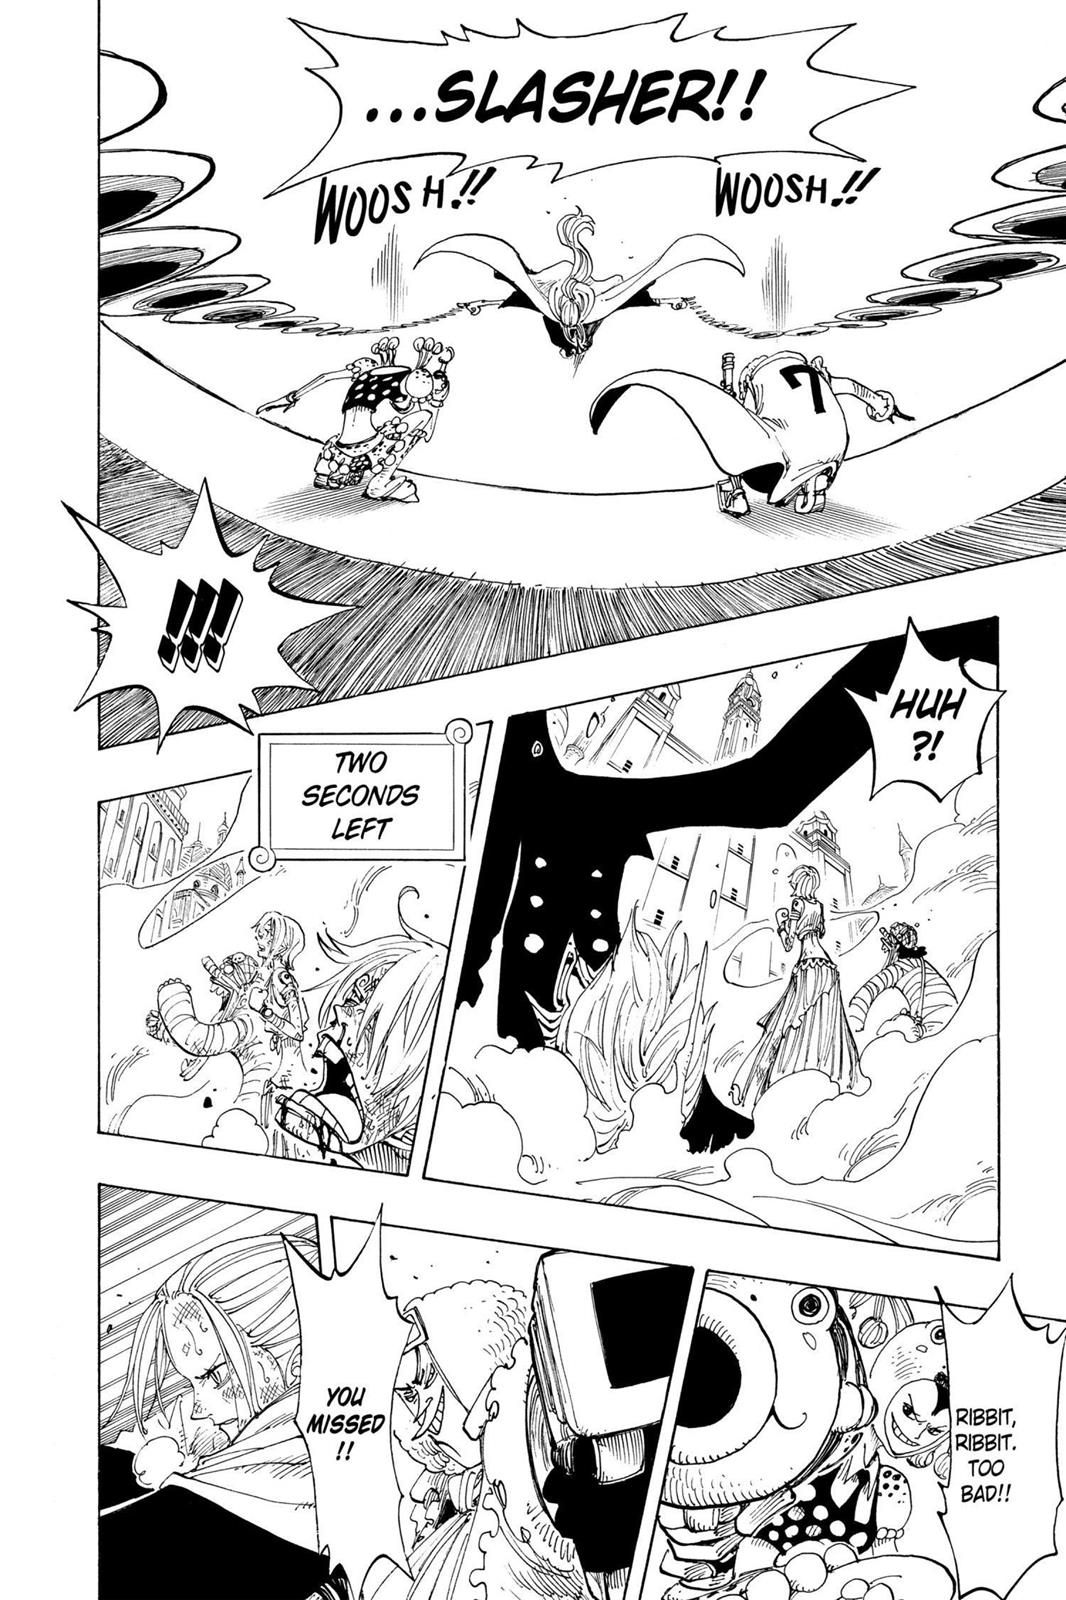 ...SLASHER!!
WOOSH!!
WOOSH!!
7
!!!
HUH
?!
TWO
SECONDS
LEFT
RIBBIT,
RIBBIT.
TOO
BAD!!
YOU
MISSED
!!